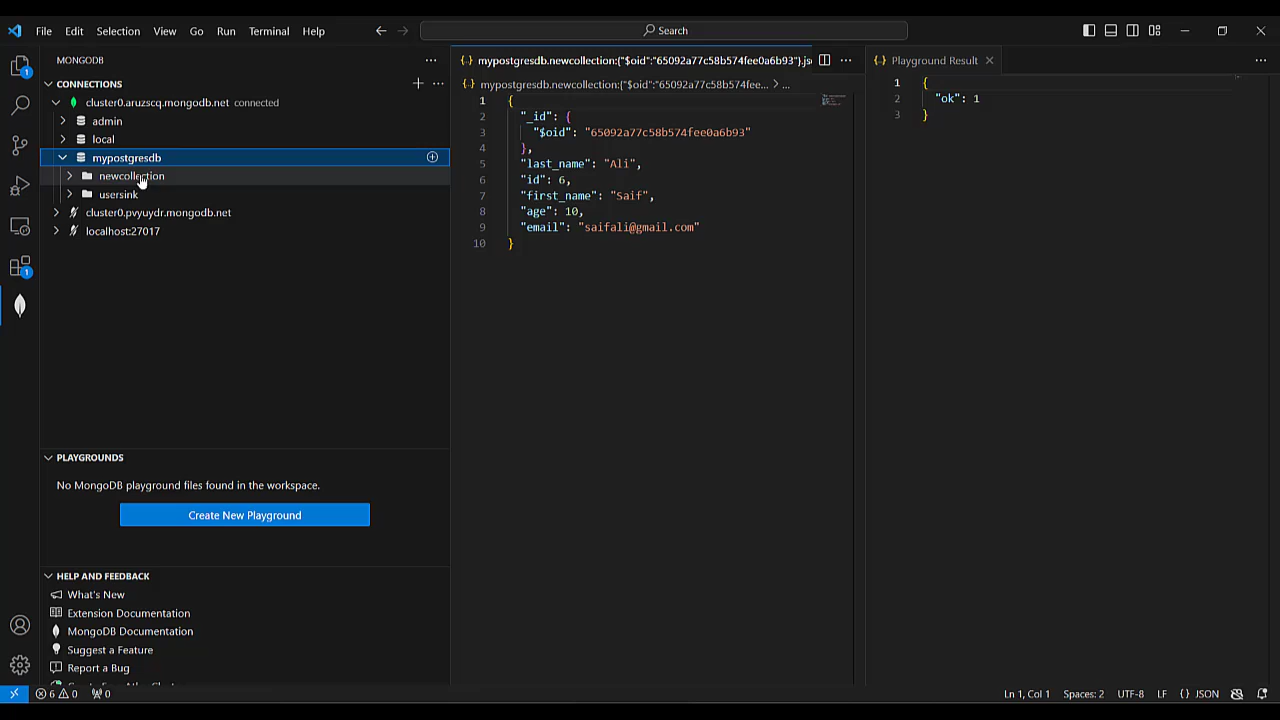 File Edit Selection View Go Run Terminal Help
Search
MONGODB
CONNECTIONS
cluster0.aruzscq.mongodb.net connected
admin
local
mypostgresdb
newcollection
usersink
cluster0.pvyuydr.mongodb.net
localhost:27017
PLAYGROUNDS
No MongoDB playground files found in the workspace.
Create New Playground
HELP AND FEEDBACK
What's New
Extension Documentation
MongoDB Documentation
Suggest a Feature
Report a Bug
mypostgresdb.newcollection:{"$oid":"65092a77c58b574fee0a6b93"}.js
mypostgresdb.newcollection:{"$oid":"65092a77c58b574fee... > ...
1 {
2 "_id": {
3 "$oid": "65092a77c58b574fee0a6b93"
4 },
5 "last_name": "Ali",
6 "id": 6,
7 "first_name": "Saif",
8 "age": 10,
9 "email": "saifali@gmail.com"
10 }
Playground Result
1 {
2 "ok": 1
3 }
1
1
6 0 0
Ln 1, Col 1 Spaces: 2 UTF-8 LF { } JSON